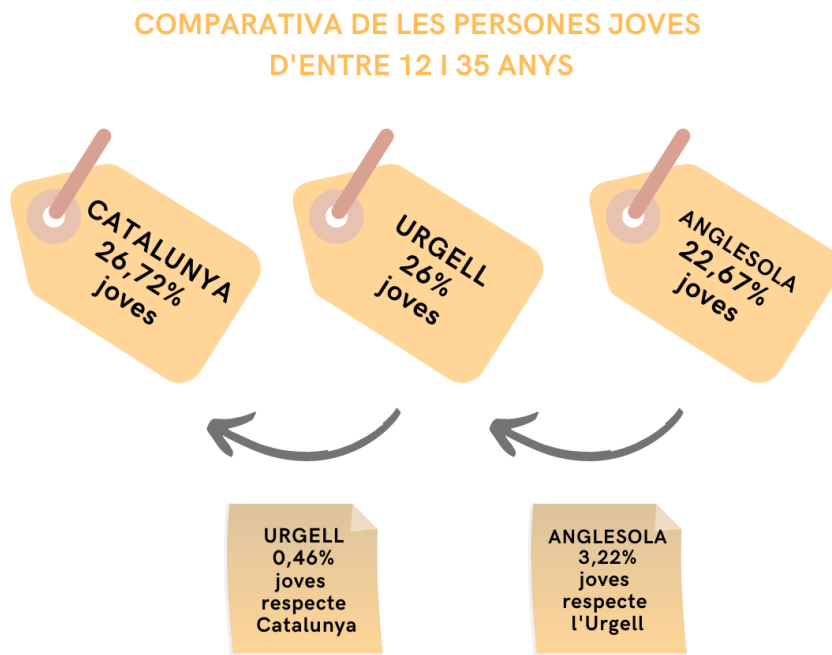 COMPARATIVA DE LES PERSONES JOVES
D'ENTRE 12 I 35 ANYS
CATALUNYA
26,72%
joves
URGELL
26%
joves
ANGLESOLA
22,67%
joves
URGELL
0,46%
joves
respecte
Catalunya
ANGLESOLA
3,22%
joves
respecte
l'Urgell